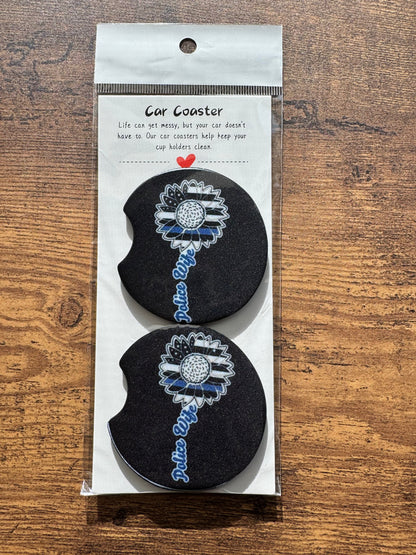 Car Coaster
Life can get messy, but your car doesn't
have to. Our car coasters help keep your
cup holders clean.
Police Wife
Police Wife